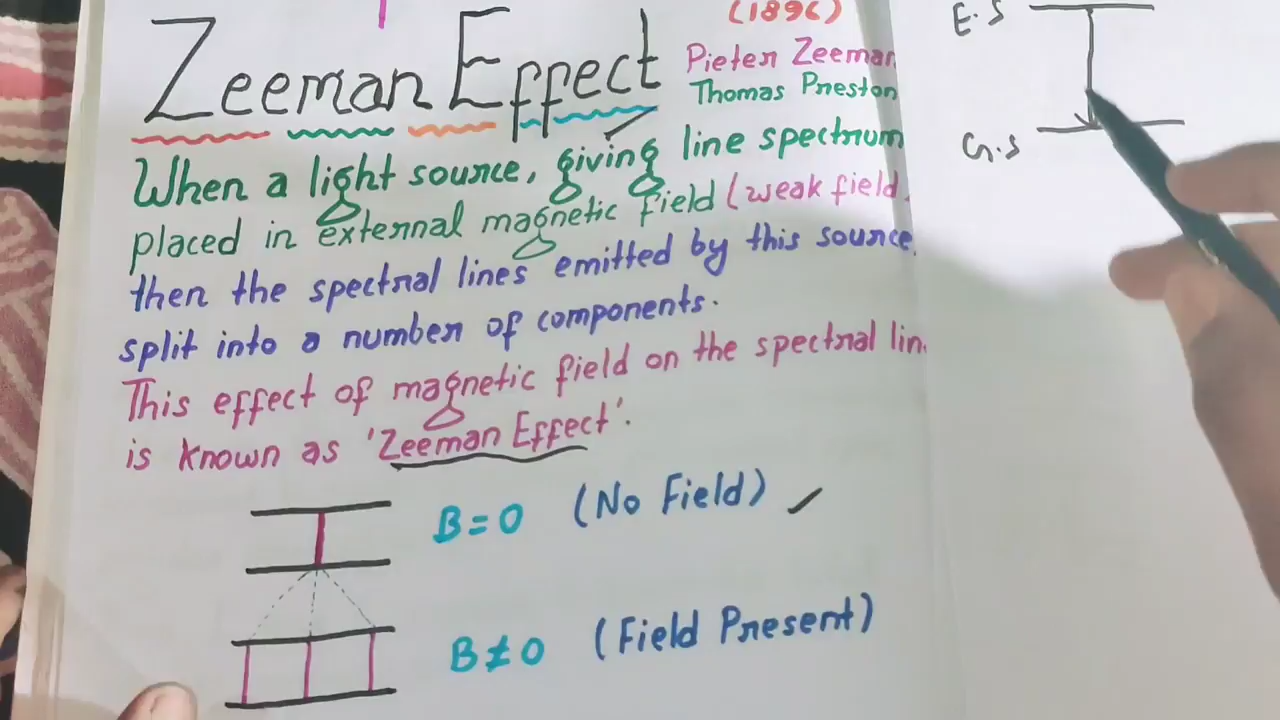 Zeeman Effect
(1896)
Pieter Zeeman
Thomas Preston
When a light source, giving line spectrum
placed in external magnetic field (weak field
then the spectral lines emitted by this source,
split into a number of components.
This effect of magnetic field on the spectral lin
is known as 'Zeeman Effect'.
B = 0 (No Field)
B ≠ 0 (Field Present)
E.S
G.S